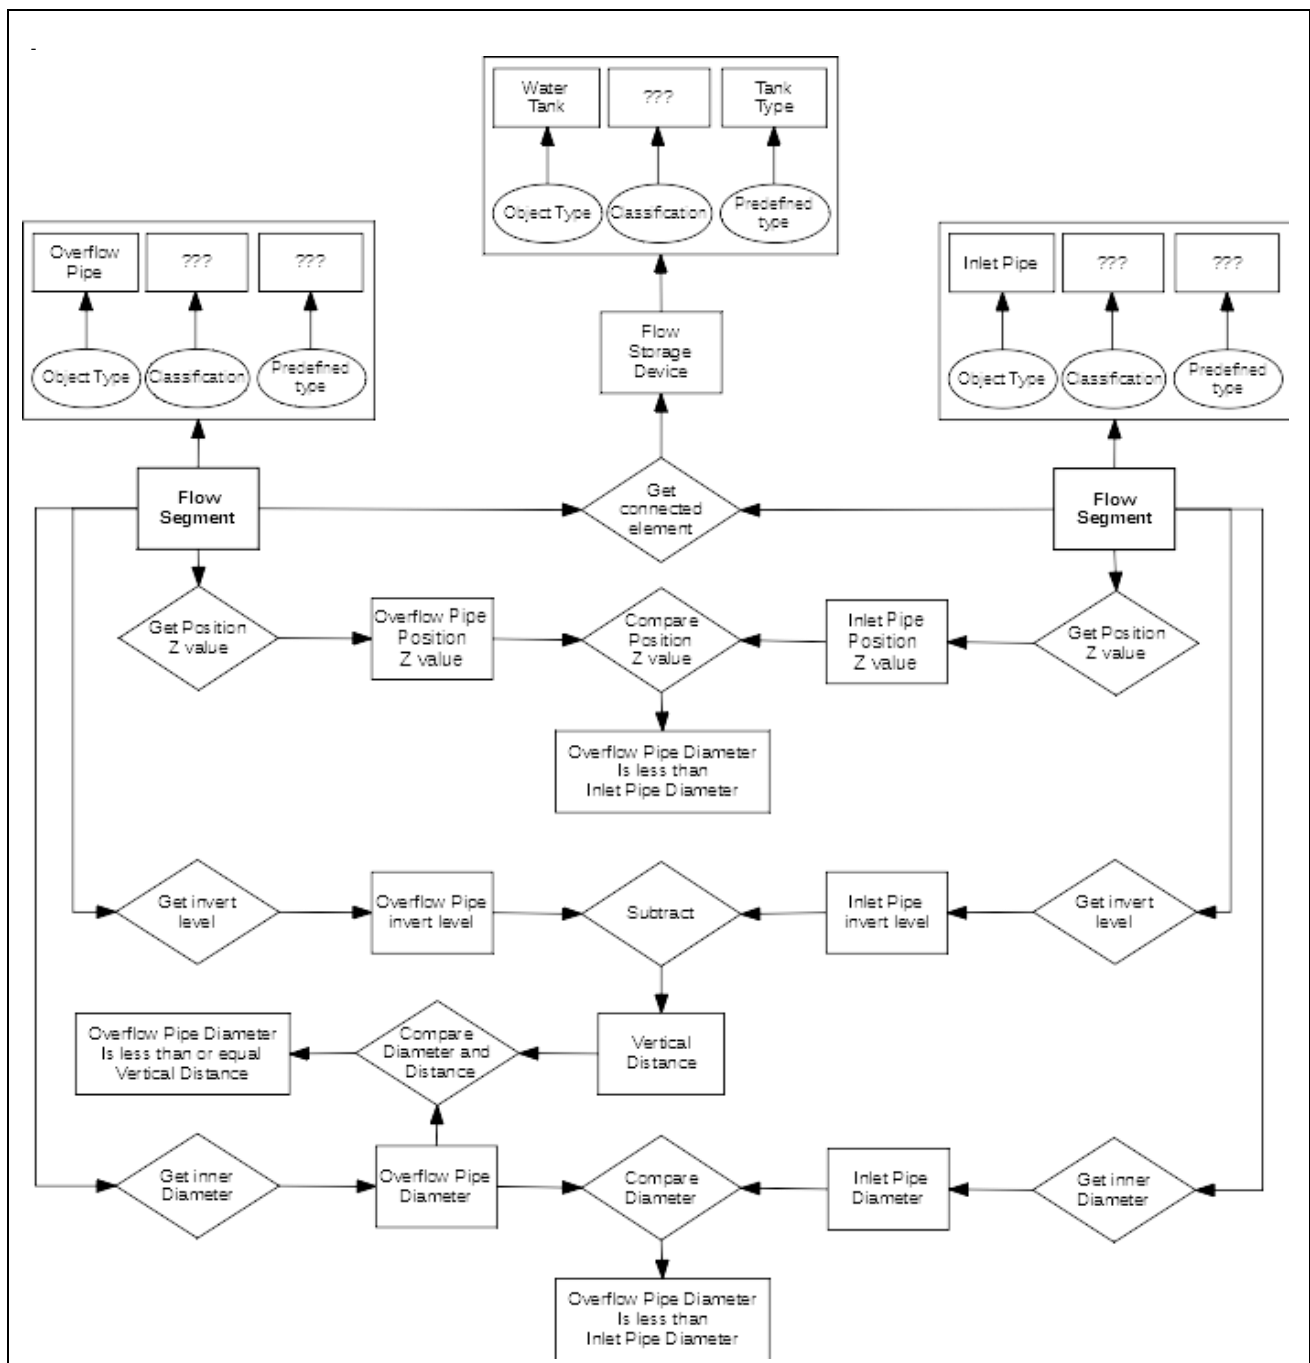 -
Water
Tank
???
Tank
Type
Object Type
Classification
Predefned
type
Overflow
Pipe
???
???
Object Type
Classification
Predefned
type
Inlet Pipe
???
???
Object Type
Classification
Predefned
type
Flow
Storage
Device
Flow
Segment
Get
connected
element
Flow
Segment
Get Position
Z value
Overflow Pipe
Position
Z value
Compare
Position
Z value
Inlet Pipe
Position
Z value
Get Position
Z value
Overflow Pipe Diameter
Is less than
Inlet Pipe Diameter
Get invert
level
Overflow Pipe
invert level
Subtract
Inlet Pipe
invert level
Get invert
level
Overflow Pipe Diameter
Is less than or equal
Vertical Distance
Compare
Diameter and
Distance
Vertical
Distance
Get inner
Diameter
Overflow Pipe
Diameter
Compare
Diameter
Inlet Pipe
Diameter
Get inner
Diameter
Overflow Pipe Diameter
Is less than
Inlet Pipe Diameter